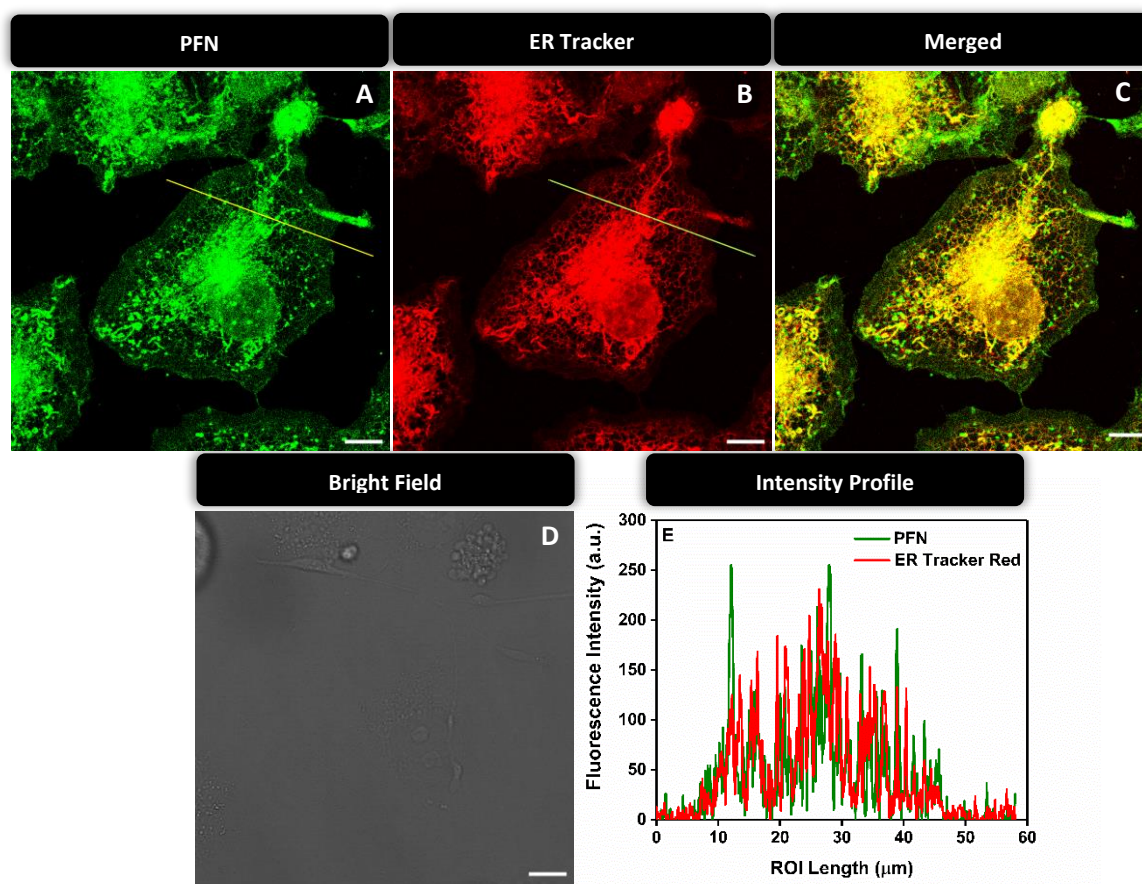 PFN
ER Tracker
Merged
A
B
C
Bright Field
Intensity Profile
D
E
PFN
ER Tracker Red
300
250
200
150
100
50
0
Fluorescence Intensity (a.u.)
0 10 20 30 40 50 60
ROI Length (μm)